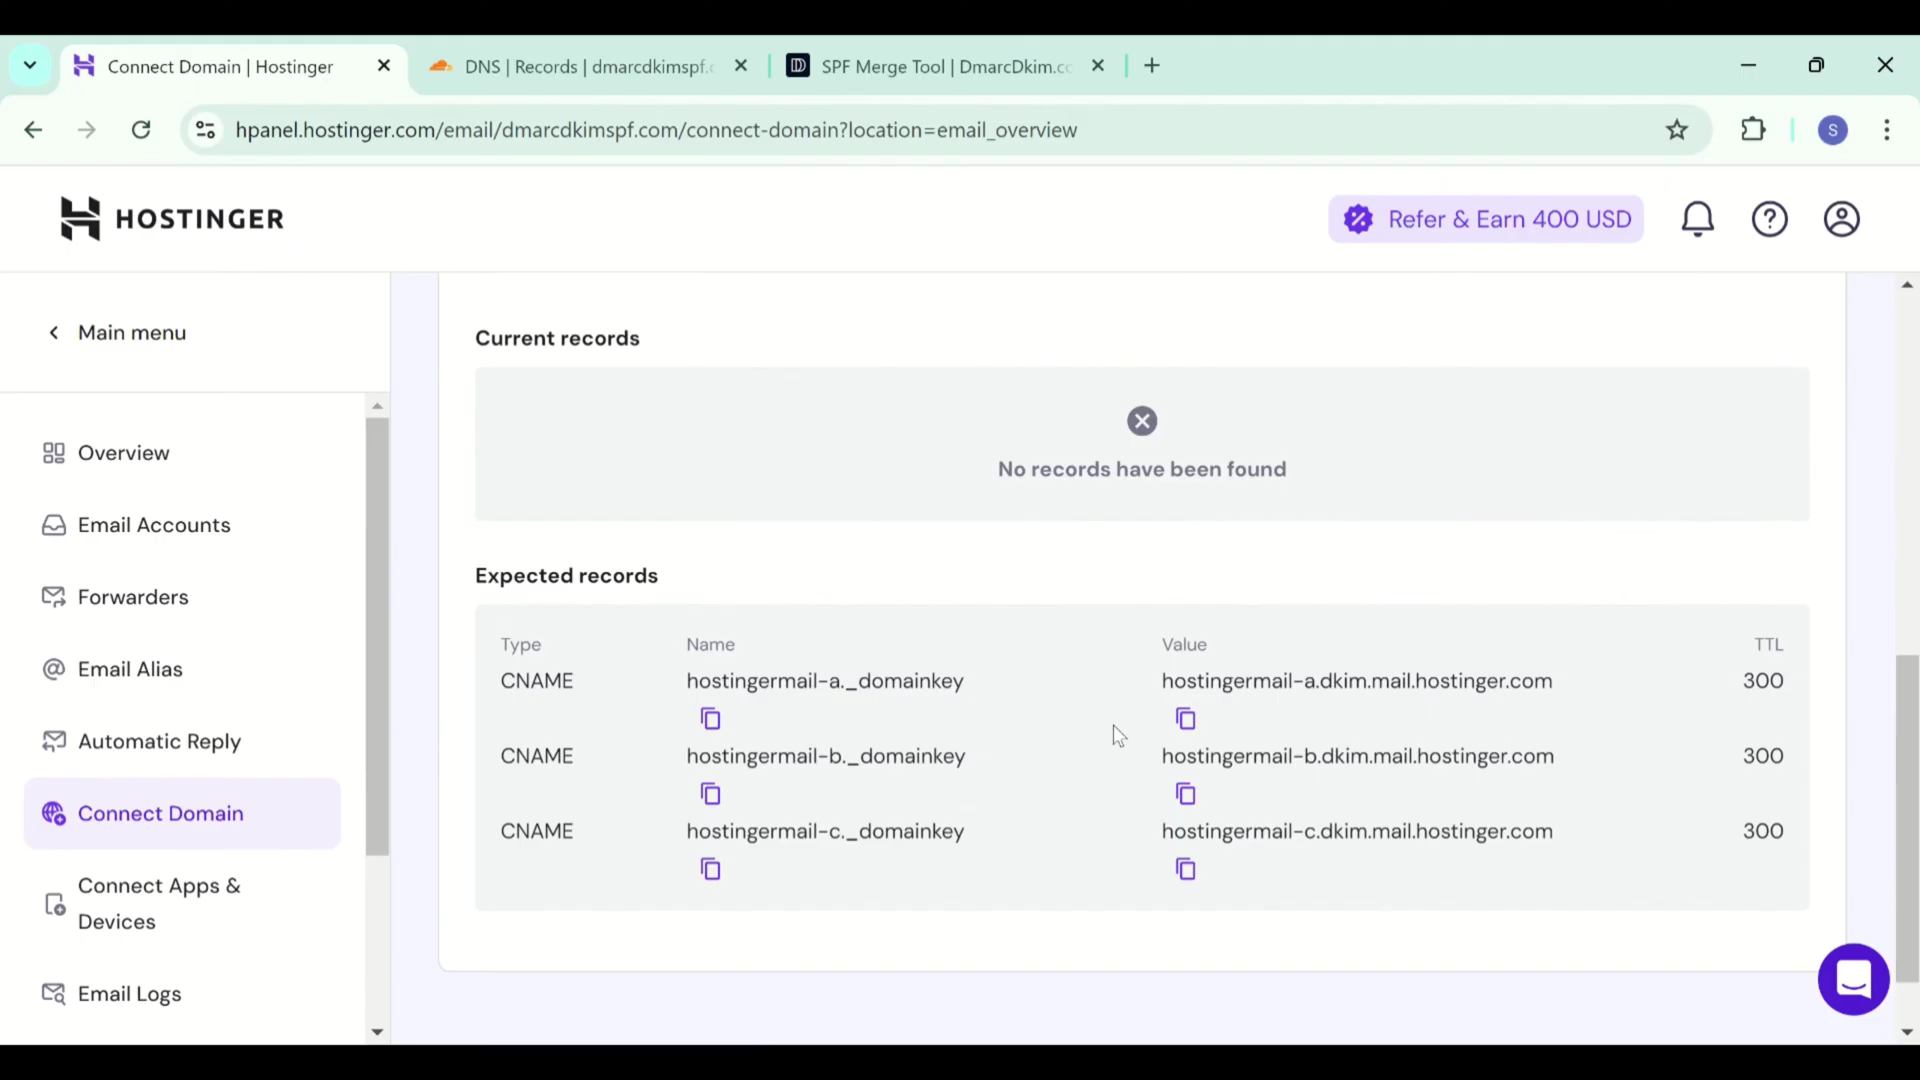 Connect Domain | Hostinger
DNS | Records | dmarcdkimspf.c
SPF Merge Tool | DmarcDkim.co
hpanel.hostinger.com/email/dmarcdkimspf.com/connect-domain?location=email_overview
S
HOSTINGER
Refer & Earn 400 USD
Main menu
Overview
Email Accounts
Forwarders
Email Alias
Automatic Reply
Connect Domain
Connect Apps &
Devices
Email Logs
Current records
No records have been found
Expected records
Type Name Value TTL
CNAME hostingermail-a._domainkey hostingermail-a.dkim.mail.hostinger.com 300
CNAME hostingermail-b._domainkey hostingermail-b.dkim.mail.hostinger.com 300
CNAME hostingermail-c._domainkey hostingermail-c.dkim.mail.hostinger.com 300